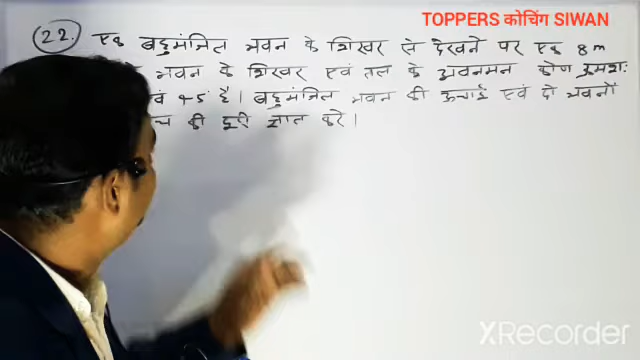 TOPPERS कोचिंग SIWAN
22. एक बहुमंजिल भवन के शिखर से देखने पर एक 8 m
भवन के शिखर एवं तल के अवनमन कोण क्रमशः
एवं 45° है। बहुमंजिल भवन की ऊचाई एवं दो भवनों
की दूरी ज्ञात करे।
XRecorder